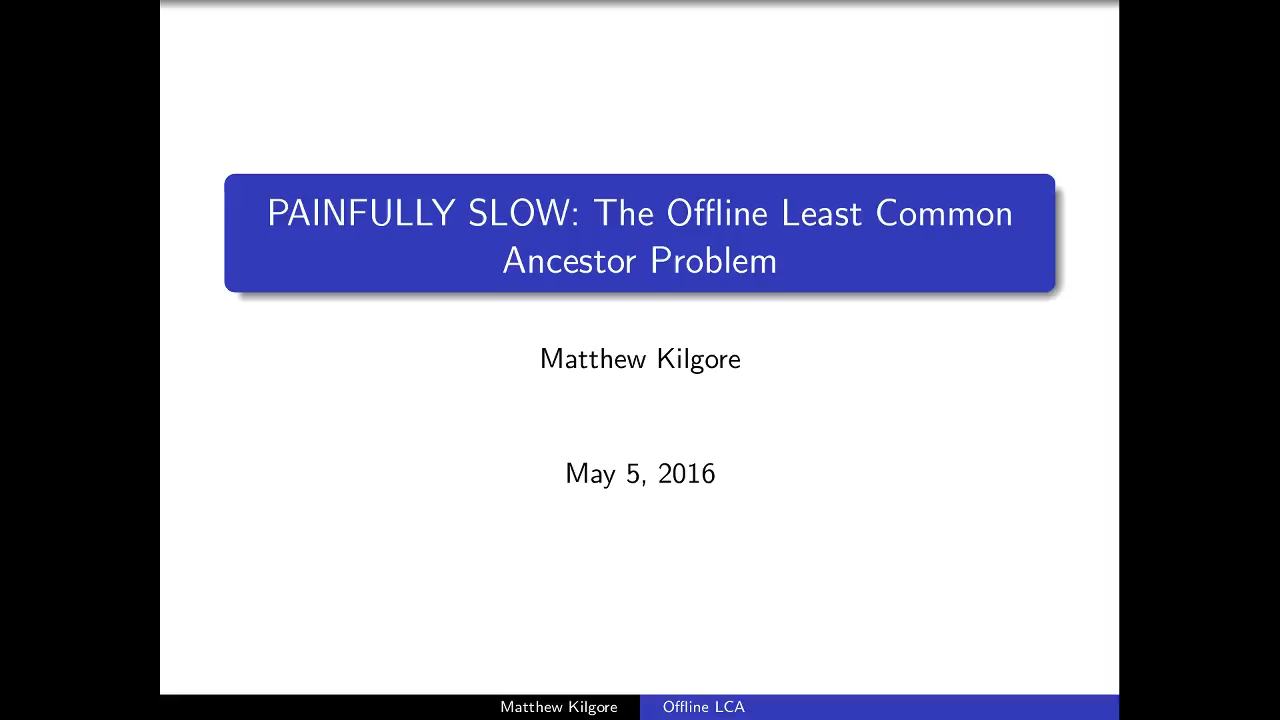 PAINFULLY SLOW: The Offline Least Common
Ancestor Problem
Matthew Kilgore
May 5, 2016
Matthew Kilgore
Offline LCA